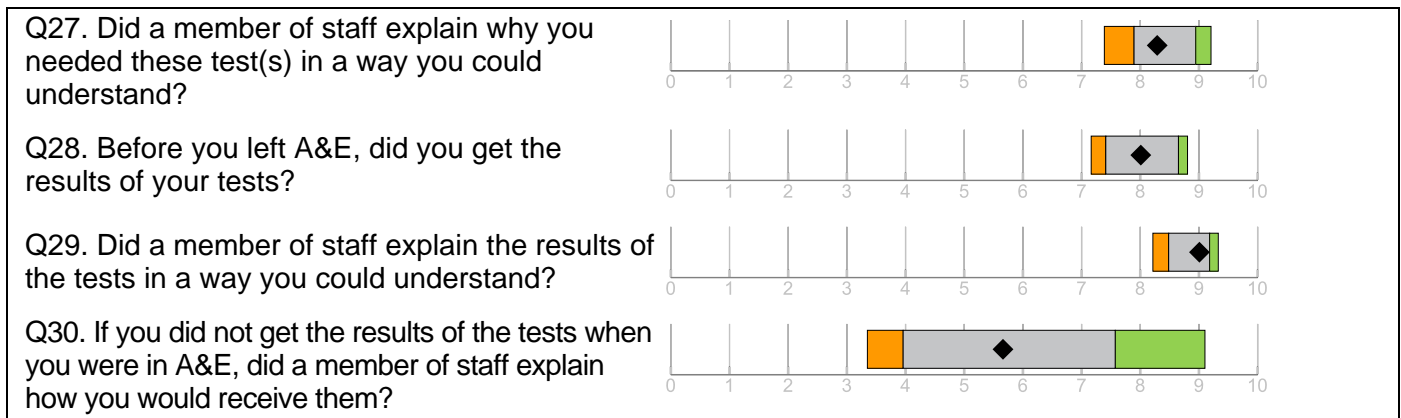 Q27. Did a member of staff explain why you
needed these test(s) in a way you could
understand?
0 1 2 3 4 5 6 7 8 9 10
Q28. Before you left A&E, did you get the
results of your tests?
0 1 2 3 4 5 6 7 8 9 10
Q29. Did a member of staff explain the results of
the tests in a way you could understand?
0 1 2 3 4 5 6 7 8 9 10
Q30. If you did not get the results of the tests when
you were in A&E, did a member of staff explain
how you would receive them?
0 1 2 3 4 5 6 7 8 9 10